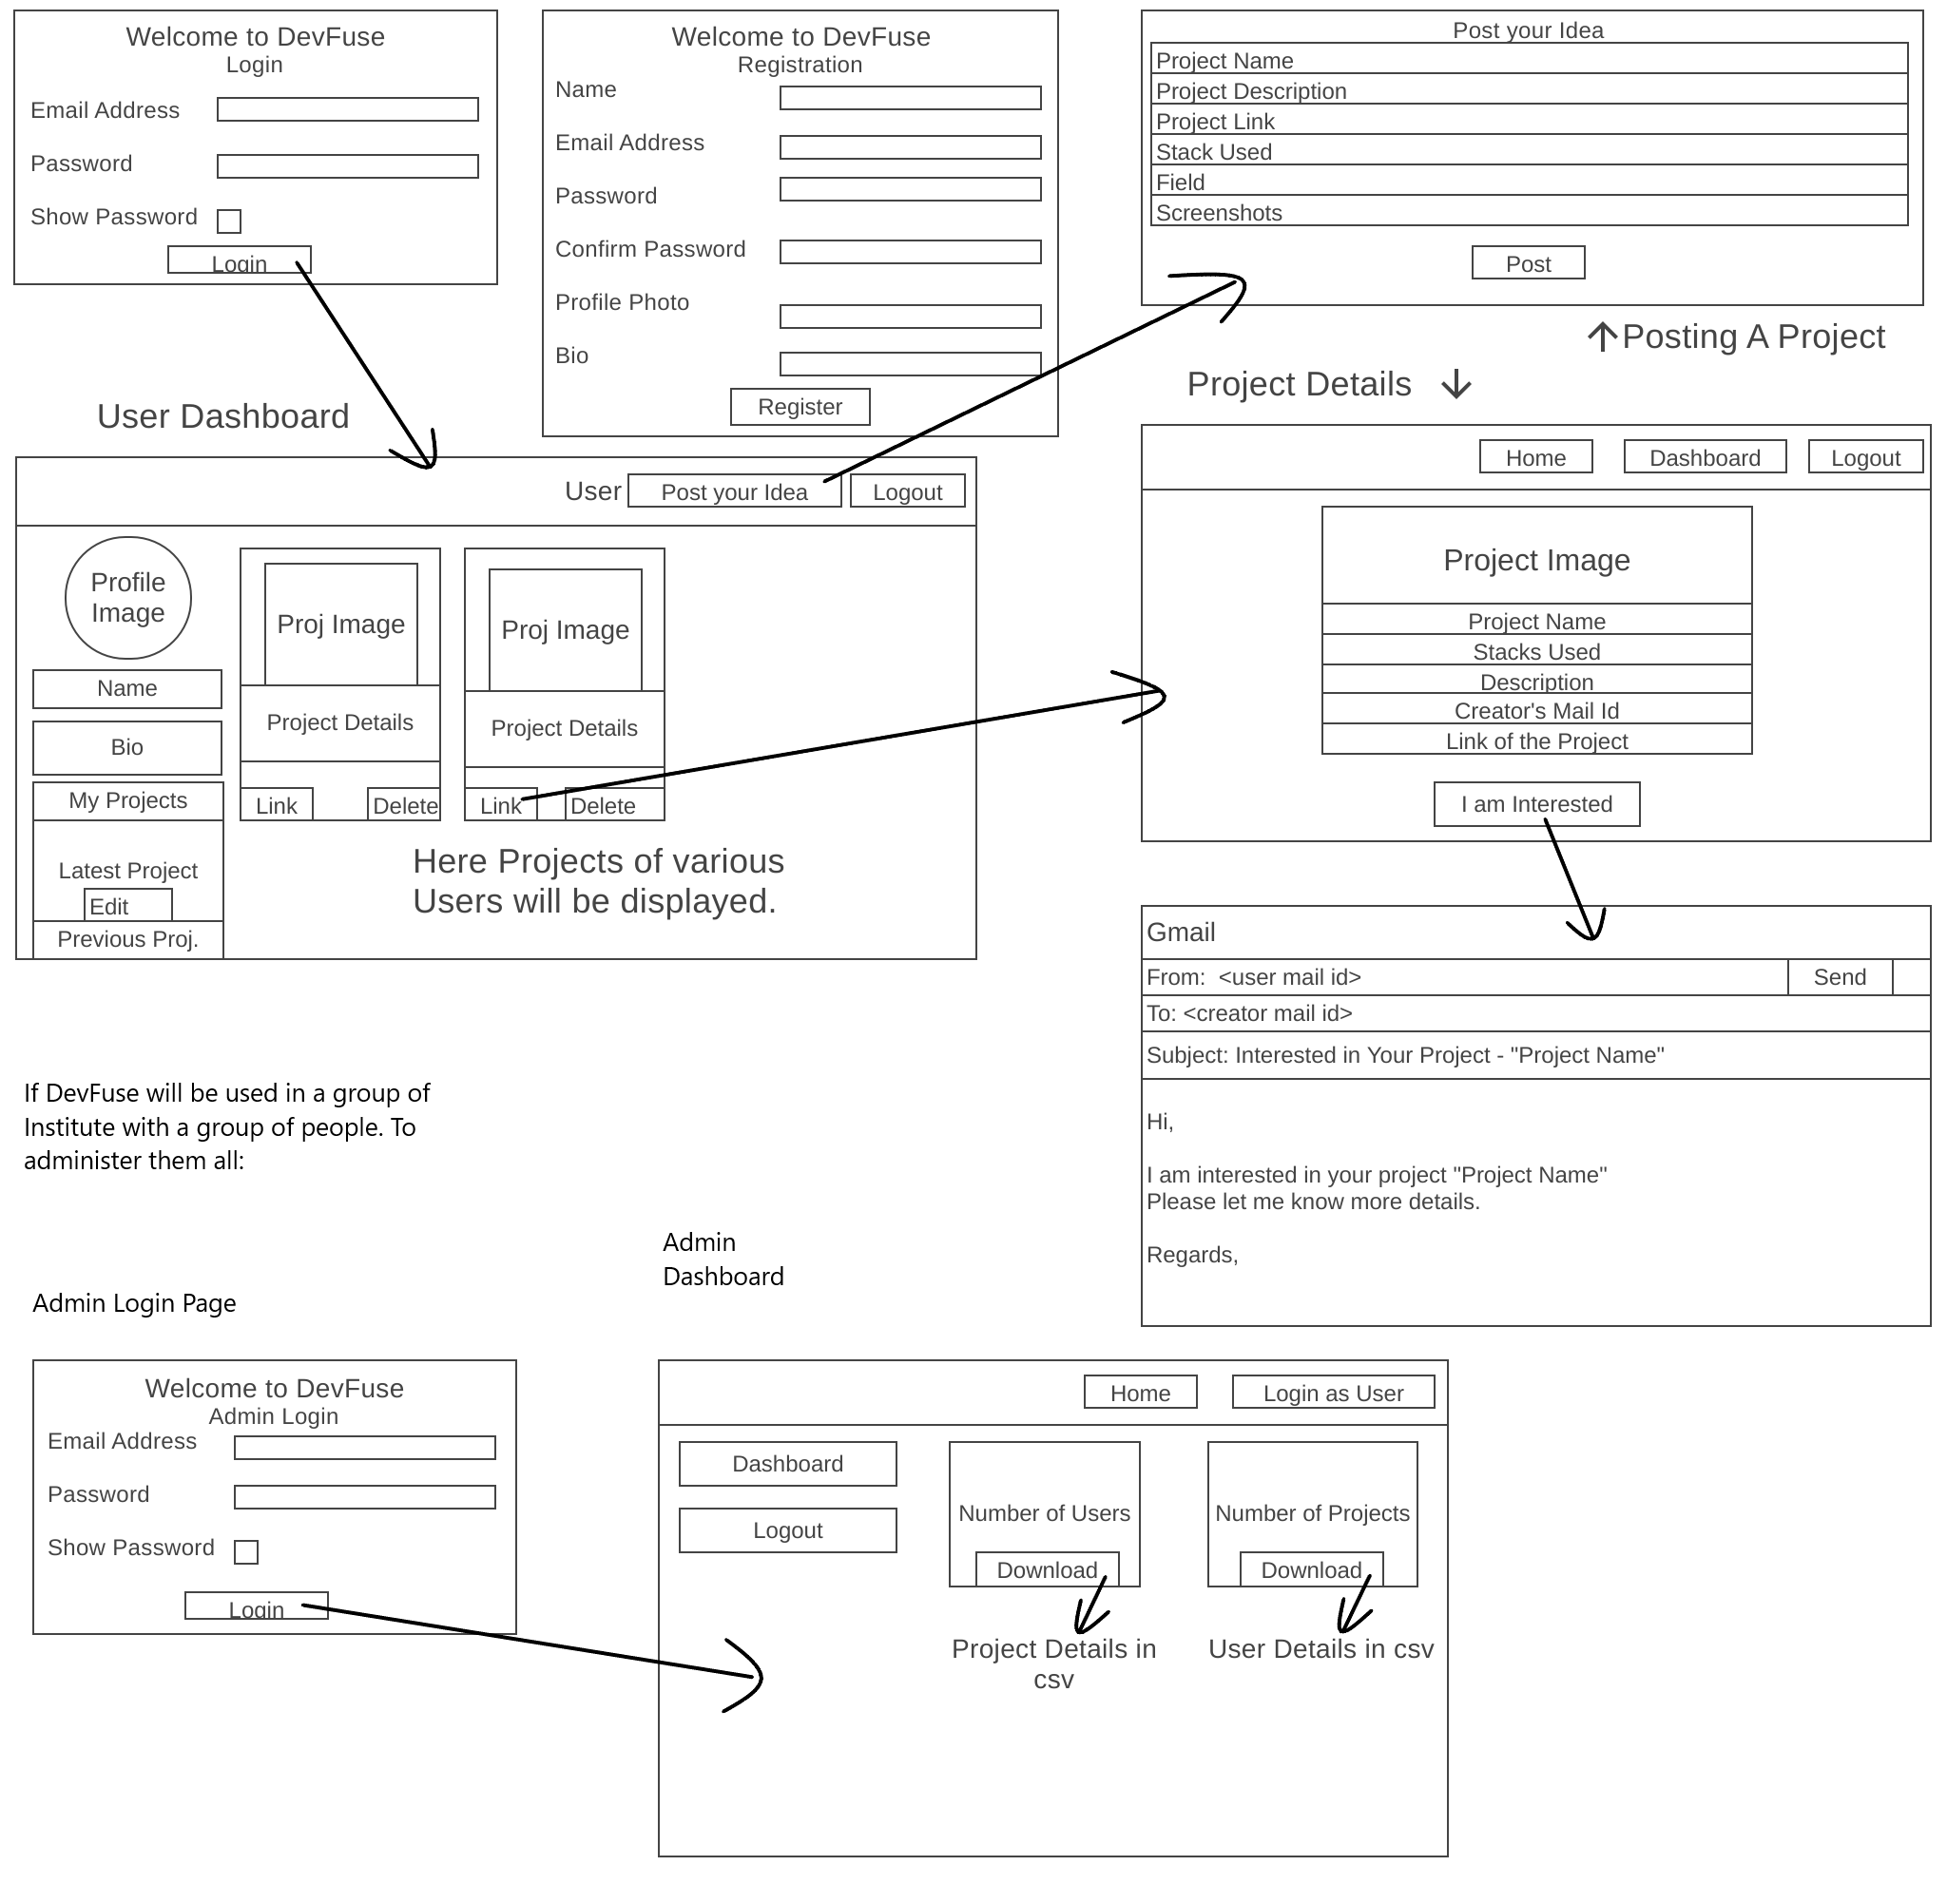 Welcome to DevFuse
Login
Email Address
Password
Show Password
Login
Welcome to DevFuse
Registration
Name
Email Address
Password
Confirm Password
Profile Photo
Bio
Register
Post your Idea
Project Name
Project Description
Project Link
Stack Used
Field
Screenshots
Post
Posting A Project
Project Details
User Dashboard
User
Post your Idea
Logout
Profile
Image
Name
Bio
My Projects
Latest Project
Edit
Previous Proj.
Proj Image
Project Details
Link
Delete
Proj Image
Project Details
Link
Delete
Here Projects of various
Users will be displayed.
Home
Dashboard
Logout
Project Image
Project Name
Stacks Used
Description
Creator's Mail Id
Link of the Project
I am Interested
Gmail
From:  <user mail id>
Send
To: <creator mail id>
Subject: Interested in Your Project - "Project Name"
Hi,
I am interested in your project "Project Name"
Please let me know more details.
Regards,
If DevFuse will be used in a group of
Institute with a group of people. To
administer them all:
Admin Login Page
Welcome to DevFuse
Admin Login
Email Address
Password
Show Password
Login
Admin
Dashboard
Home
Login as User
Dashboard
Logout
Number of Users
Download
Number of Projects
Download
Project Details in
csv
User Details in csv